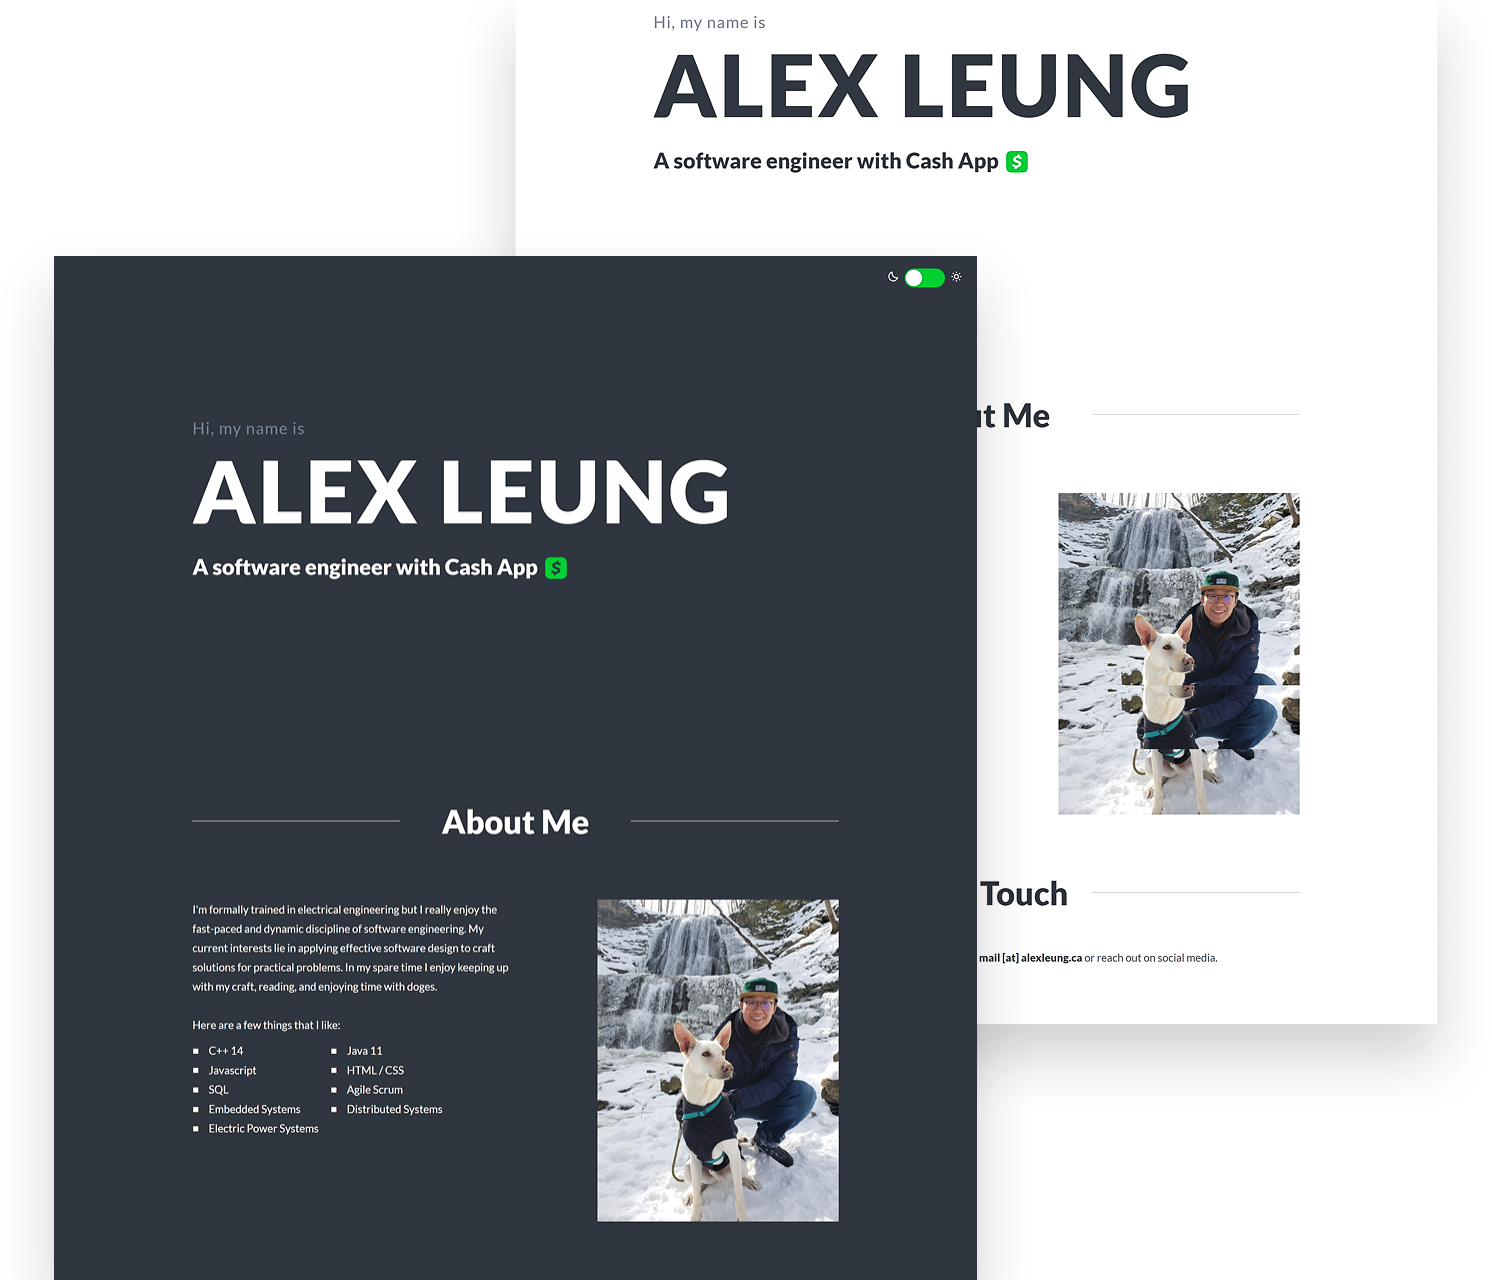 Hi, my name is
ALEX LEUNG
A software engineer with Cash App
ut Me
Touch
mail [at] alexleung.ca or reach out on social media.
Hi, my name is
ALEX LEUNG
A software engineer with Cash App
About Me
I'm formally trained in electrical engineering but I really enjoy the
fast-paced and dynamic discipline of software engineering. My
current interests lie in applying effective software design to craft
solutions for practical problems. In my spare time I enjoy keeping up
with my craft, reading, and enjoying time with doges.
Here are a few things that I like:
C++ 14
Java 11
Javascript
HTML / CSS
SQL
Agile Scrum
Embedded Systems
Distributed Systems
Electric Power Systems